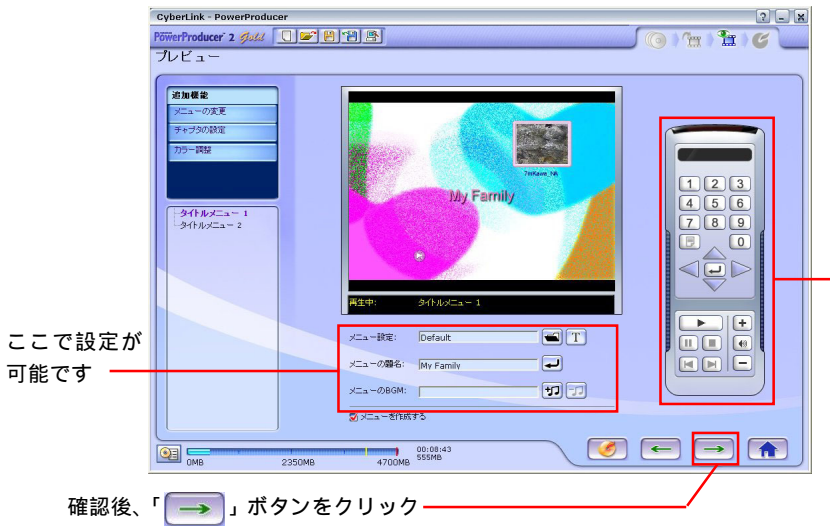 CyberLink - PowerProducer
PowerProducer 2 Gold
プレビュー
追加機能
メニューの変更
チャプタの設定
カラー調整
タイトルメニュー 1
タイトルメニュー 2
My Family
再生中: タイトルメニュー 1
1 2 3
4 5 6
7 8 9
0
ここで設定が
可能です
メニュー設定: Default T
メニューの題名: My Family
メニューのBGM:
メニューを作成する
00:08:43
555MB
0MB 2350MB 4700MB
確認後、「→」ボタンをクリック